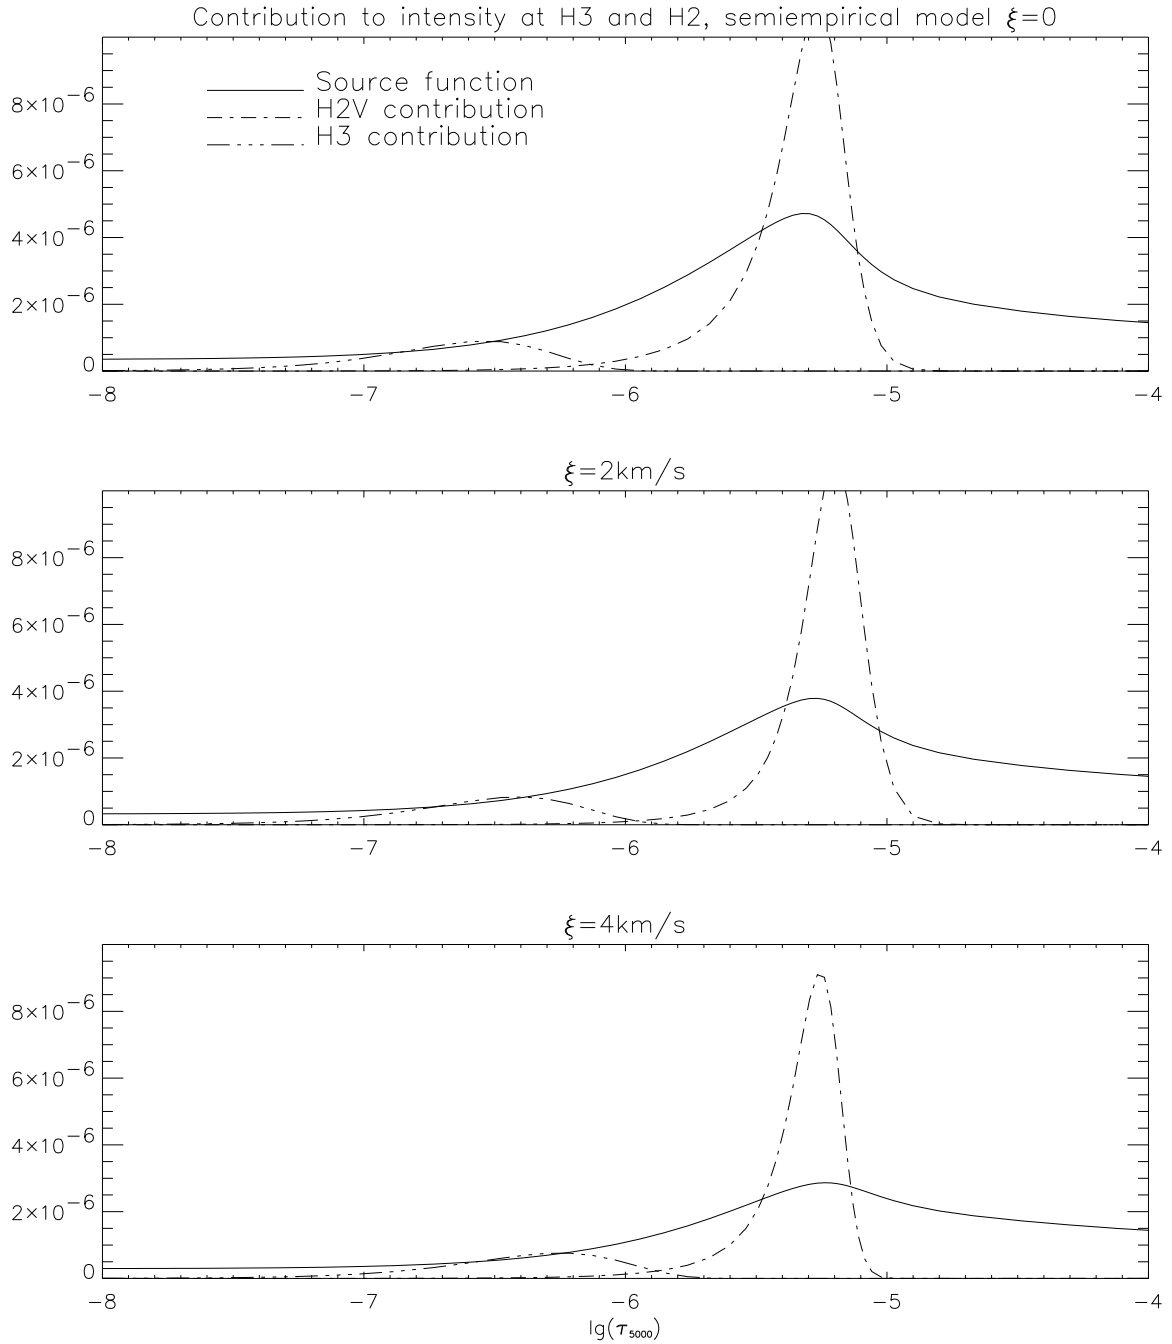 Contribution to intensity at H3 and H2, semiempirical model ξ=0
Source function
H2V contribution
H3 contribution
8×10⁻⁶
6×10⁻⁶
4×10⁻⁶
2×10⁻⁶
0
-8 -7 -6 -5 -4
ξ=2km/s
8×10⁻⁶
6×10⁻⁶
4×10⁻⁶
2×10⁻⁶
0
-8 -7 -6 -5 -4
ξ=4km/s
8×10⁻⁶
6×10⁻⁶
4×10⁻⁶
2×10⁻⁶
0
-8 -7 -6 -5 -4
lg(τ₅₀₀₀)